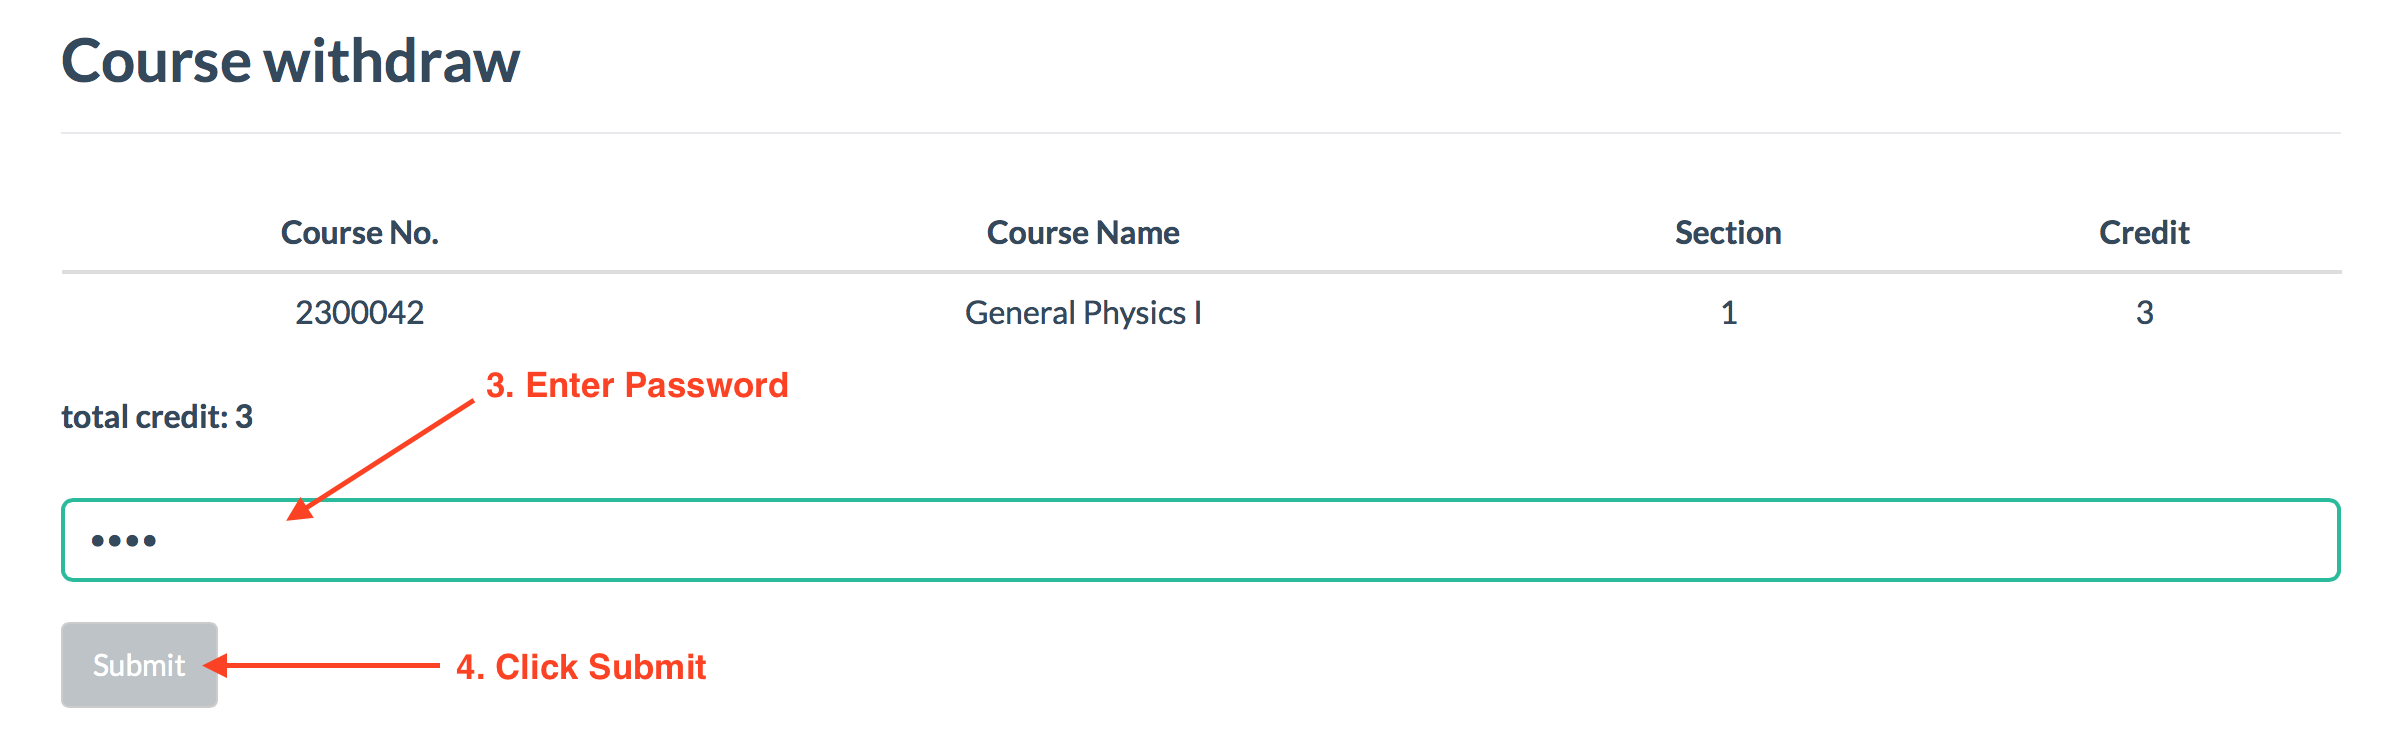 Course withdraw
Course No. Course Name Section Credit
2300042 General Physics I 1 3
3. Enter Password
total credit: 3
••••
Submit
4. Click Submit